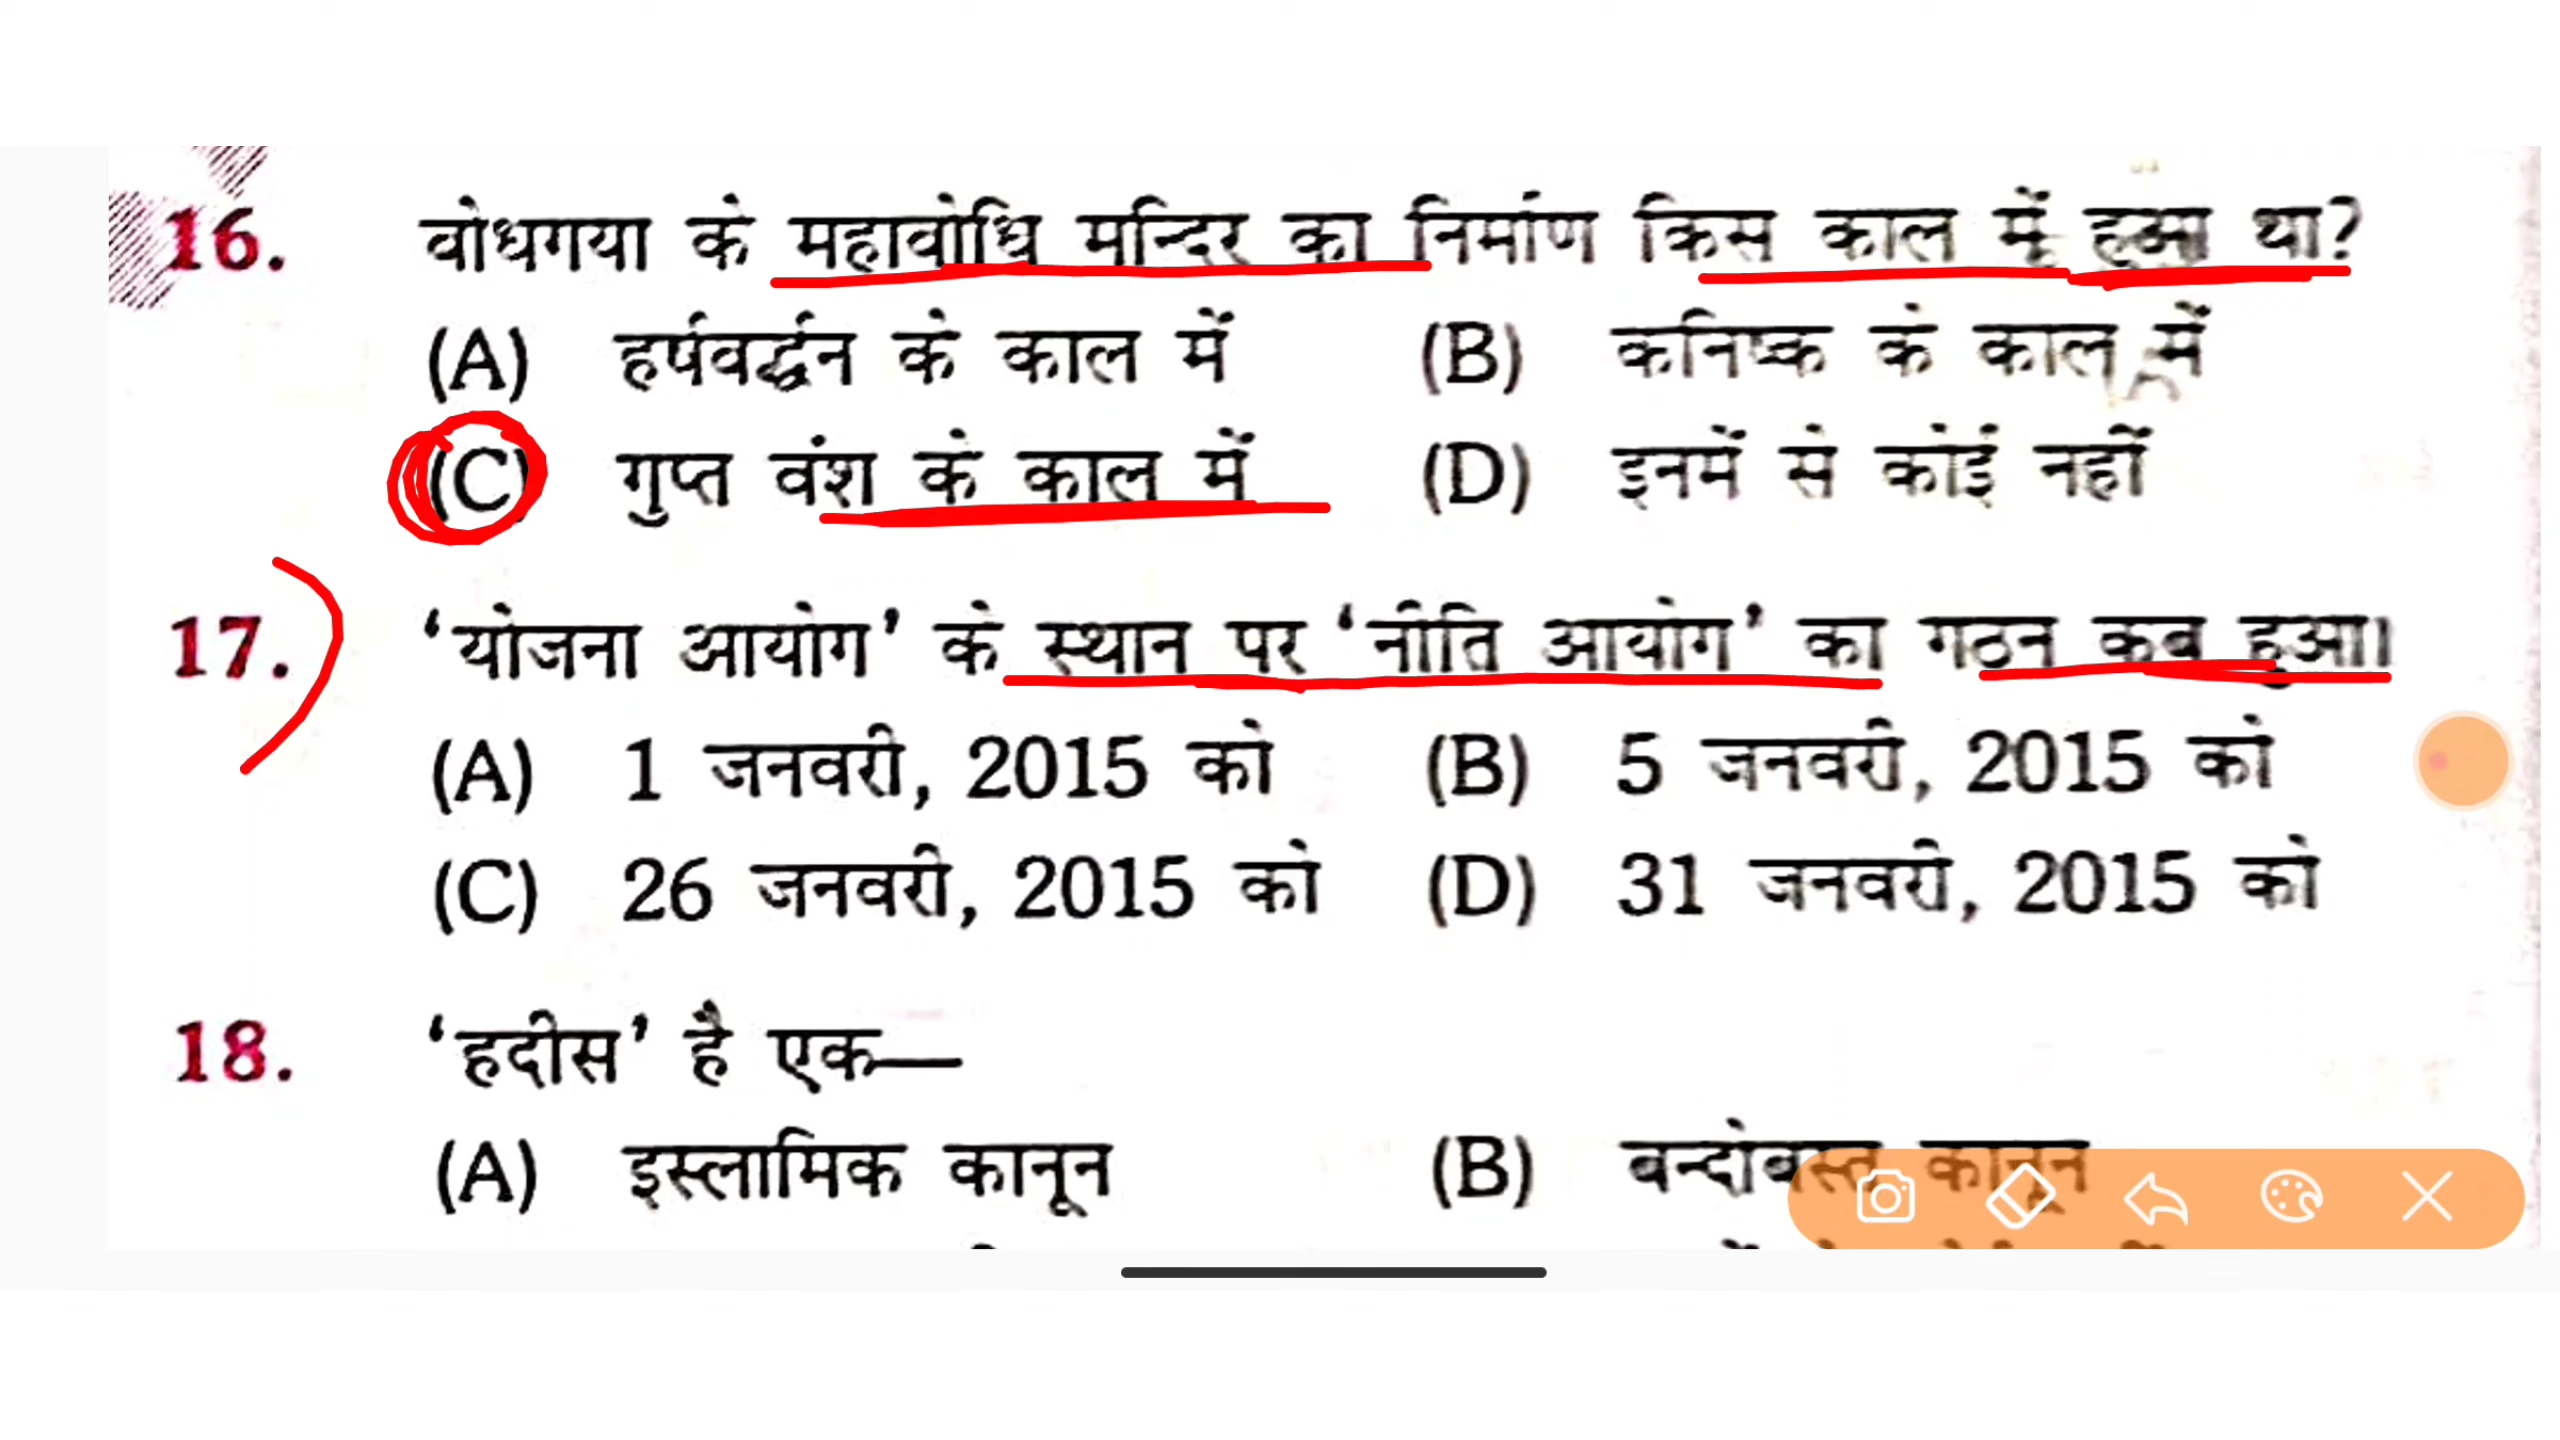 16. वोधगया के महावोधि मन्दिर का निर्माण किस काल में हुआ था?
(A) हर्षवर्द्धन के काल में (B) कनिष्क के काल में
(C) गुप्त वंश के काल में (D) इनमें से कोई नहीं
17. ‘योजना आयोग’ के स्थान पर ‘नीति आयोग’ का गठन कब हुआ।
(A) 1 जनवरी, 2015 को (B) 5 जनवरी, 2015 को
(C) 26 जनवरी, 2015 को (D) 31 जनवरी, 2015 को
18. ‘हदीस’ है एक—
(A) इस्लामिक कानून (B) बन्दोबस्त कानून